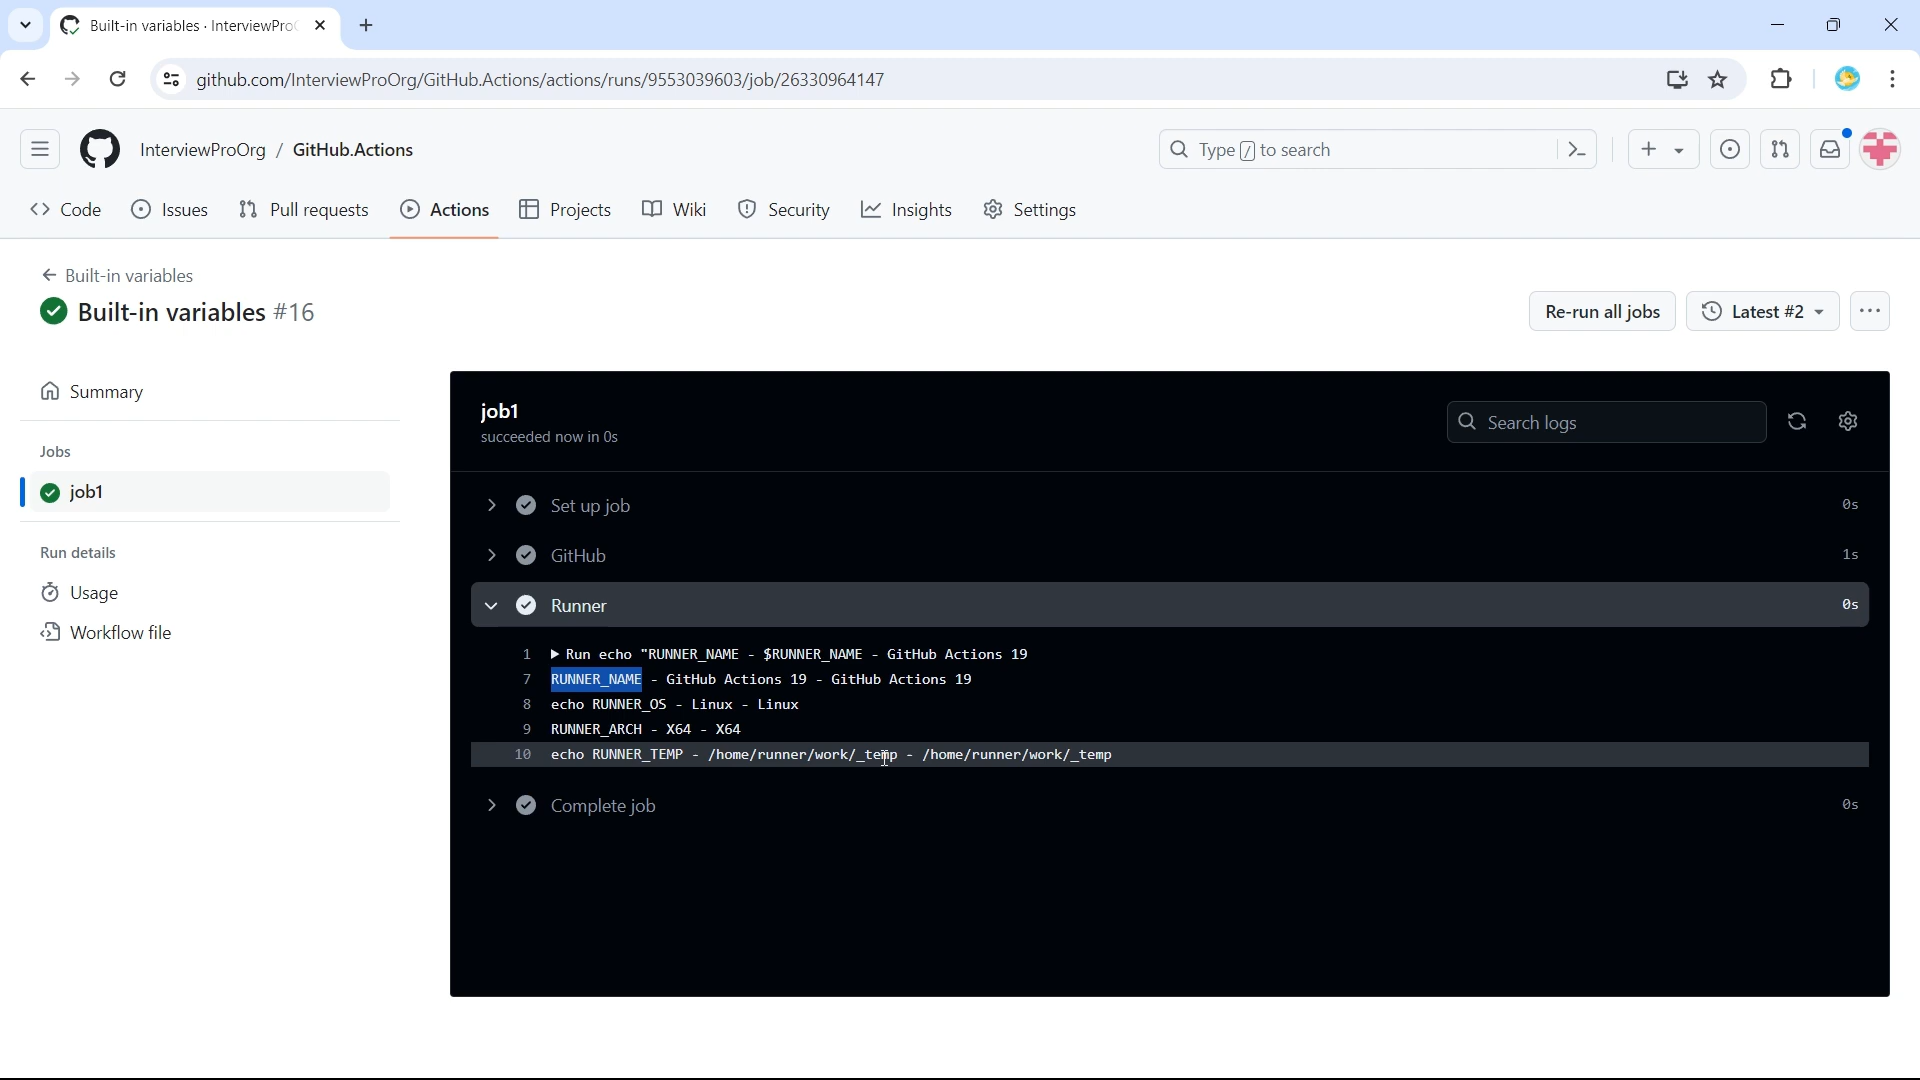 Built-in variables · InterviewPro
github.com/InterviewProOrg/GitHub.Actions/actions/runs/9553039603/job/26330964147
InterviewProOrg / GitHub.Actions
Type / to search
Code
Issues
Pull requests
Actions
Projects
Wiki
Security
Insights
Settings
Built-in variables
Built-in variables #16
Re-run all jobs
Latest #2
Summary
Jobs
job1
Run details
Usage
Workflow file
job1
succeeded now in 0s
Search logs
Set up job 0s
GitHub 1s
Runner 0s
1 Run echo "RUNNER_NAME - $RUNNER_NAME - GitHub Actions 19
7 RUNNER_NAME - GitHub Actions 19 - GitHub Actions 19
8 echo RUNNER_OS - Linux - Linux
9 RUNNER_ARCH - X64 - X64
10 echo RUNNER_TEMP - /home/runner/work/_temp - /home/runner/work/_temp
Complete job 0s